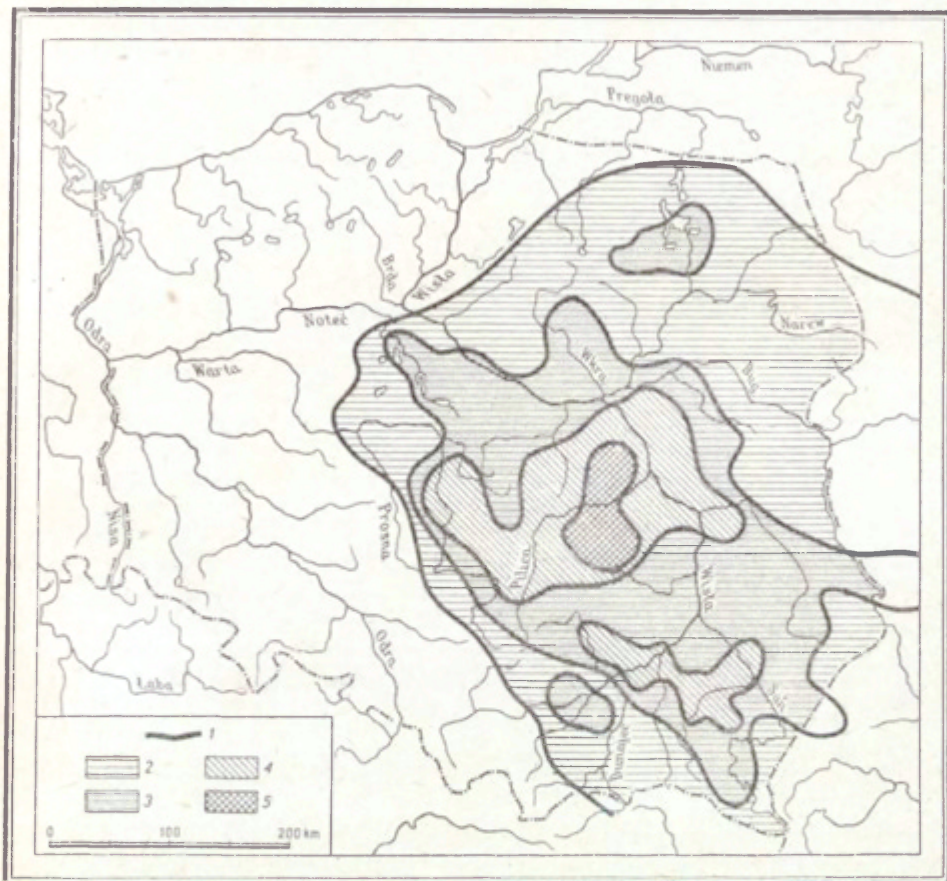 Niemen
Pregoła
Brda
Wisła
Noteć
Narew
Odra
Wkra
Bug
Warta
Nysa
Prosna
Pilica
Wisła
Odra
Łaba
San
Dunajec
1
2 4
3 5
0 100 200 km